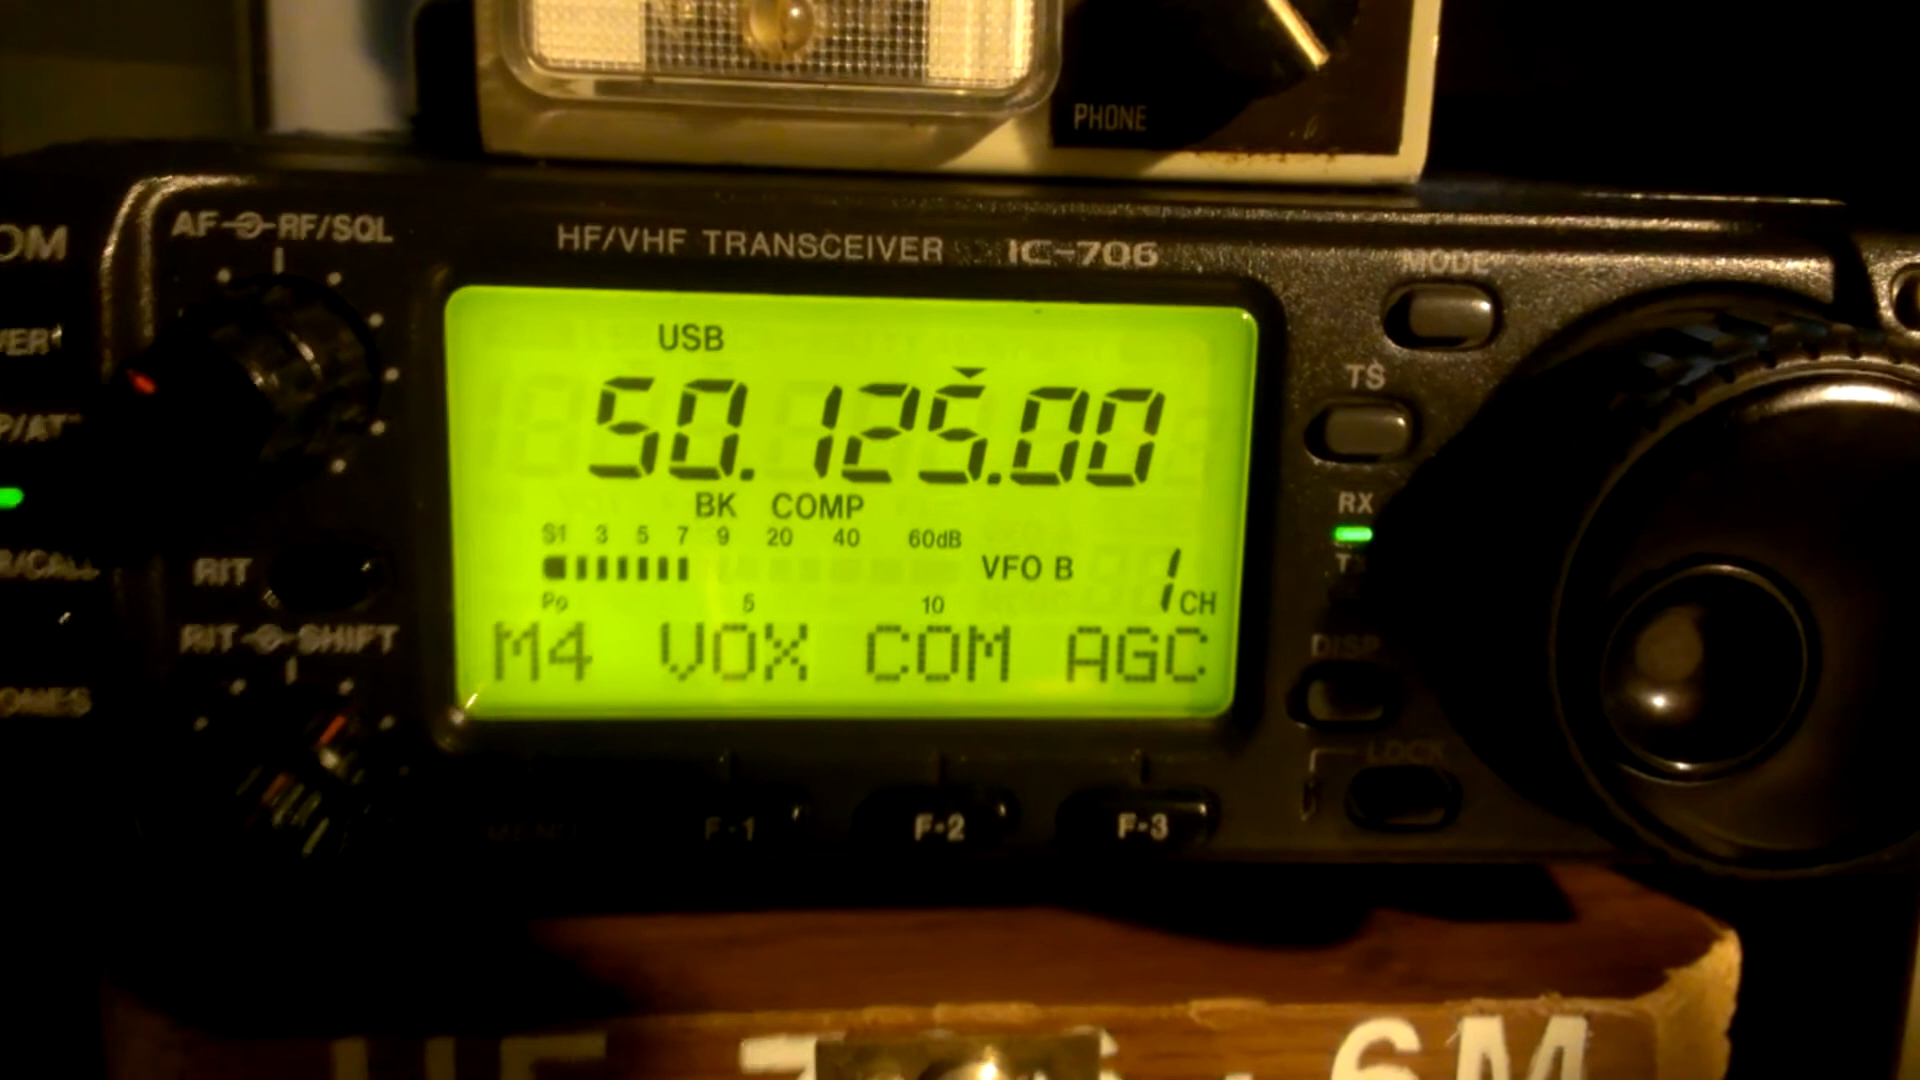 PHONE
AF RF/SQL
HF/VHF TRANSCEIVER IC-706
MODE
USB
50.125.00
TS
BK COMP
S1 3 5 7 9 20 40 60dB
RX
VFO B 1CH
RIT
Po 5 10
RIT SHIFT
M4 VOX COM AGC
DISP
LOCK
MENU F-1 F-2 F-3
6M